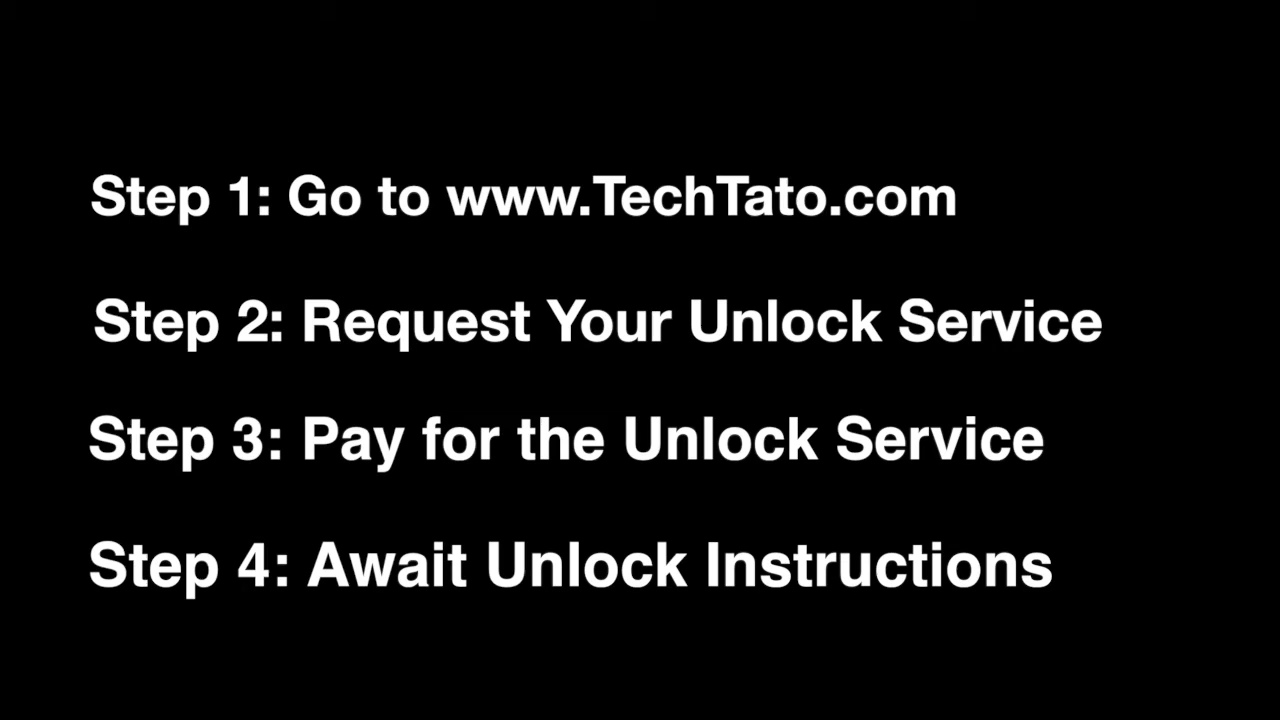 Step 1: Go to www.TechTato.com
Step 2: Request Your Unlock Service
Step 3: Pay for the Unlock Service
Step 4: Await Unlock Instructions